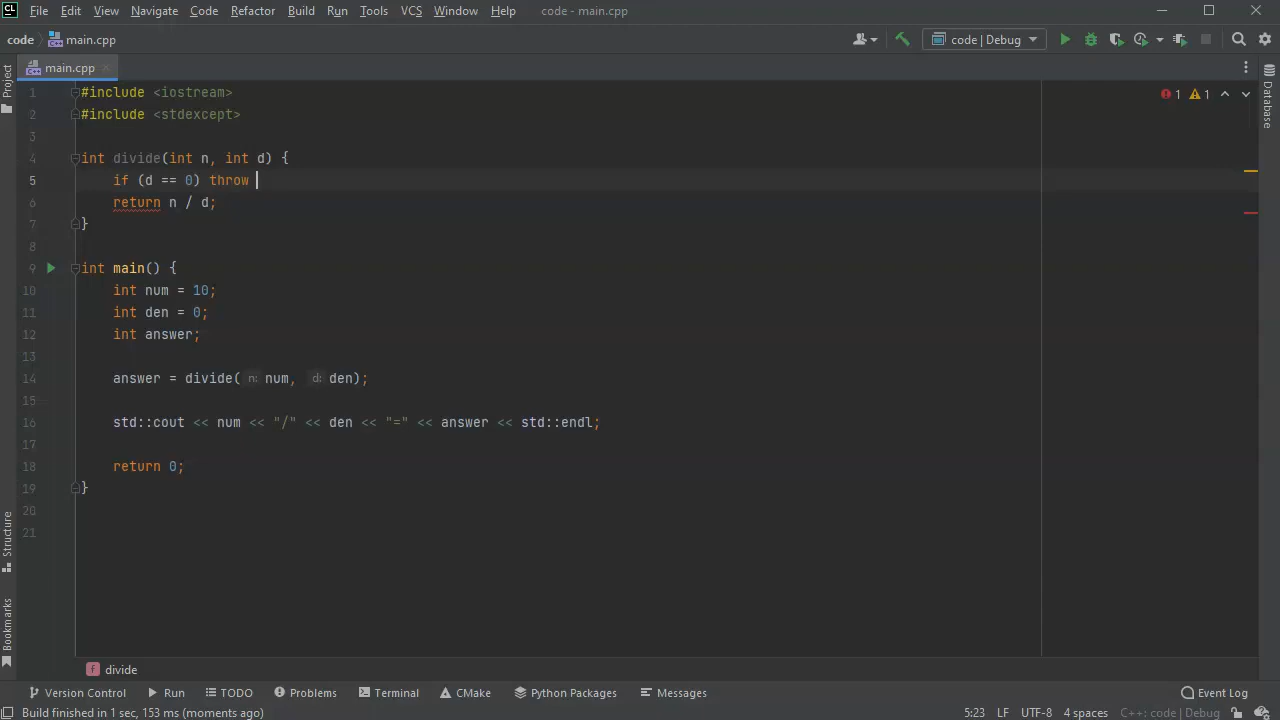 CL File Edit View Navigate Code Refactor Build Run Tools VCS Window Help code - main.cpp
code main.cpp code | Debug
Project main.cpp Database
1 #include <iostream> 1 1
2 #include <stdexcept>
3
4 int divide(int n, int d) {
5 if (d == 0) throw
6 return n / d;
7 }
8
9 int main() {
10 int num = 10;
11 int den = 0;
12 int answer;
13
14 answer = divide( n: num, d: den);
15
16 std::cout << num << "/" << den << "=" << answer << std::endl;
17
18 return 0;
19 }
20
21
Structure
Bookmarks
f divide
Version Control Run TODO Problems Terminal CMake Python Packages Messages Event Log
Build finished in 1 sec, 153 ms (moments ago) 5:23 LF UTF-8 4 spaces C++: code | Debug